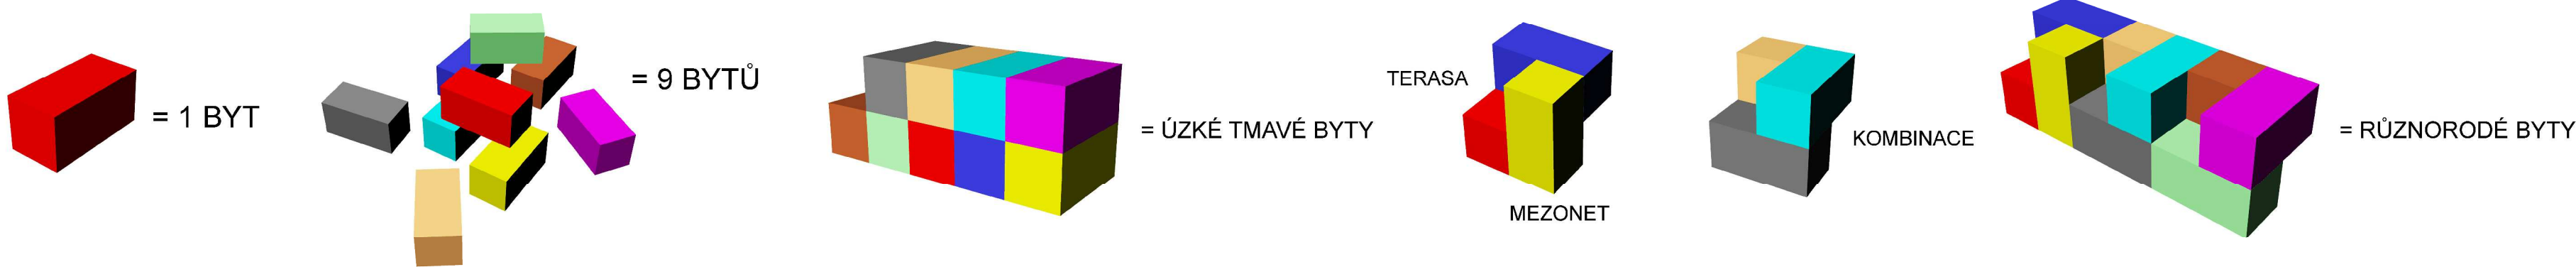 = 1 BYT
= 9 BYTŮ
= ÚZKÉ TMAVÉ BYTY
TERASA
MEZONET
KOMBINACE
= RŮZNORODÉ BYTY